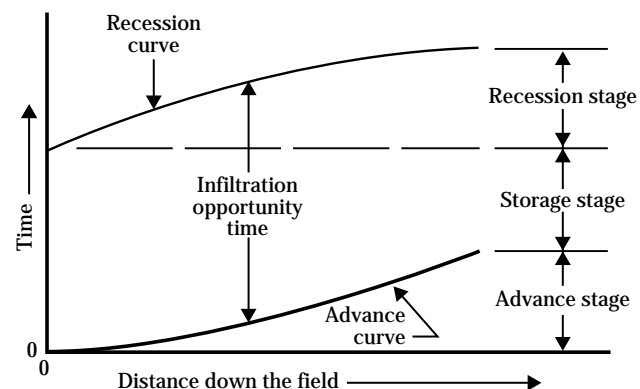 Recession
curve
Recession stage
Infiltration
opportunity
time
Storage stage
Time
Advance
curve
Advance stage
0
0
Distance down the field